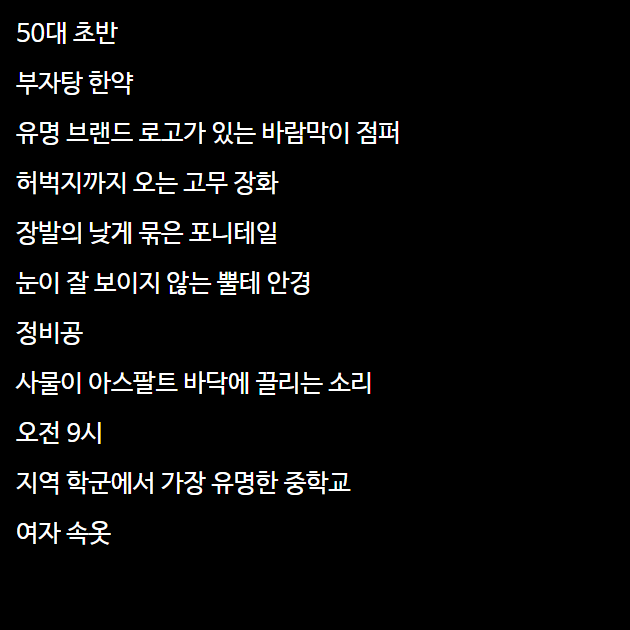 50대 초반
부자탕 한약
유명 브랜드 로고가 있는 바람막이 점퍼
허벅지까지 오는 고무 장화
장발의 낮게 묶은 포니테일
눈이 잘 보이지 않는 뿔테 안경
정비공
사물이 아스팔트 바닥에 끌리는 소리
오전 9시
지역 학군에서 가장 유명한 중학교
여자 속옷